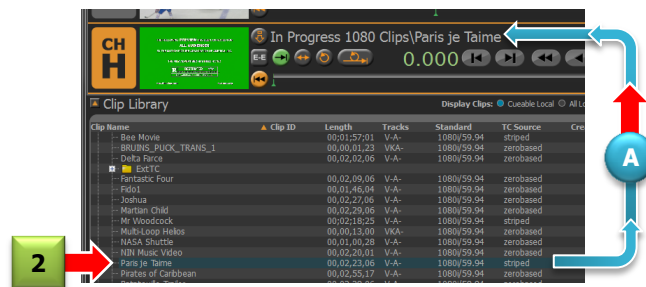 CH H
In Progress 1080 Clips\Paris je Taime
E-E 0.000
Clip Library Display Clips: Cueable Local All Lo
Clip Name Clip ID Length Tracks Standard TC Source Cre
Bee Movie 00;01;57;01 V-A- 1080i/59.94 striped
BRUINS_PUCK_TRANS_1 00,00,01,23 VKA- 1080i/59.94 zerobased
Delta Farce 00,02,02,06 V-A- 1080i/59.94 zerobased
ExtTC
Fantastic Four 00,02,09,06 V-A- 1080i/59.94 zerobased
Fido1 00,01,46,04 V-A- 1080i/59.94 zerobased
Joshua 00,02,27,06 V-A- 1080i/59.94 zerobased
Martian Child 00,02,29,06 V-A- 1080i/59.94 zerobased
Mr Woodcock 00;02;18;25 V-A- 1080i/59.94 striped
Multi-Loop Helios 00,00,13,00 VKA- 1080i/59.94 zerobased
NASA Shuttle 00,01,00,28 V-A- 1080i/59.94 zerobased
NIN Music Video 00,02,20,01 V-A- 1080i/59.94 zerobased
Paris Je Taime 00,02,23,06 V-A- 1080i/59.94 striped
Pirates of Caribbean 00,02,55,17 V-A- 1080i/59.94 zerobased
A
2